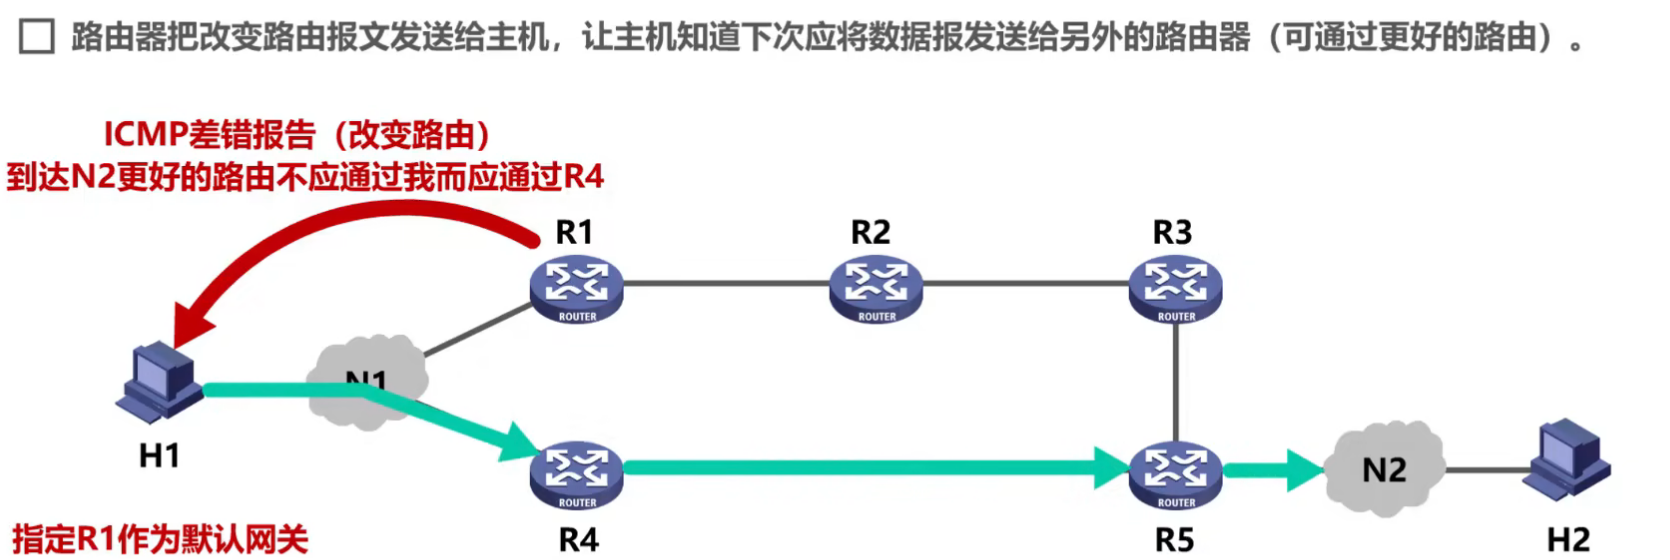 路由器把改变路由报文发送给主机，让主机知道下次应将数据报发送给另外的路由器（可通过更好的路由）。
ICMP差错报告（改变路由）
到达N2更好的路由不应通过我而应通过R4
R1
R2
R3
ROUTER
ROUTER
ROUTER
N1
H1
ROUTER
ROUTER
N2
指定R1作为默认网关
R4
R5
H2